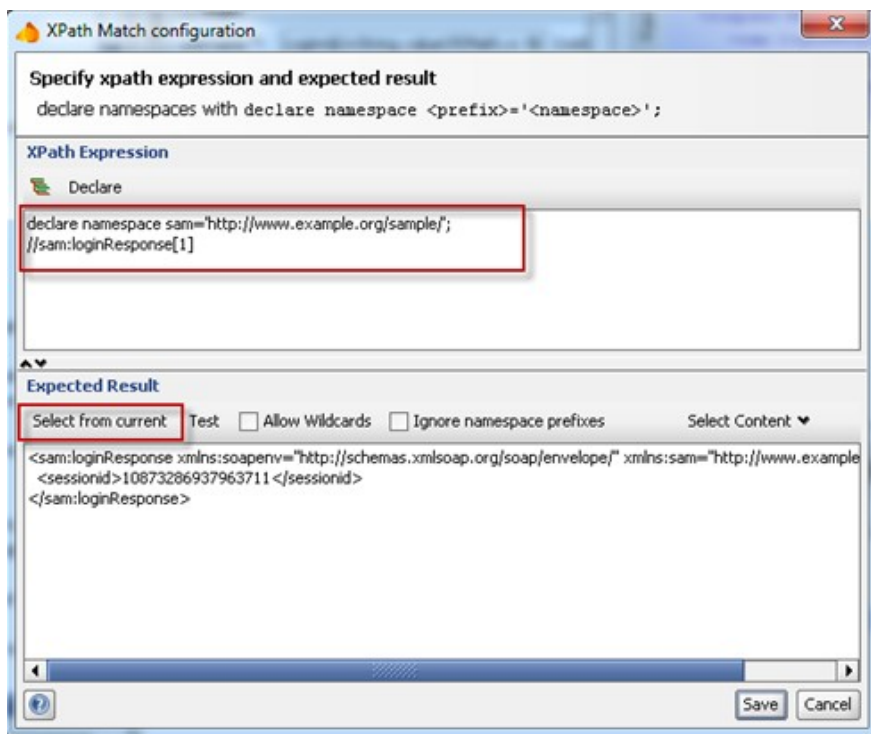 XPath Match configuration
Specify xpath expression and expected result
declare namespaces with declare namespace <prefix>='<namespace>';
XPath Expression
Declare
declare namespace sam="http://www.example.org/sample/";
//sam:loginResponse[1]
Expected Result
Select from current Test Allow Wildcards Ignore namespace prefixes Select Content
<sam:loginResponse xmlns:soapenv="http://schemas.xmlsoap.org/soap/envelope/" xmlns:sam="http://www.example
<sessionid>10873286937963711</sessionid>
</sam:loginResponse>
Save Cancel